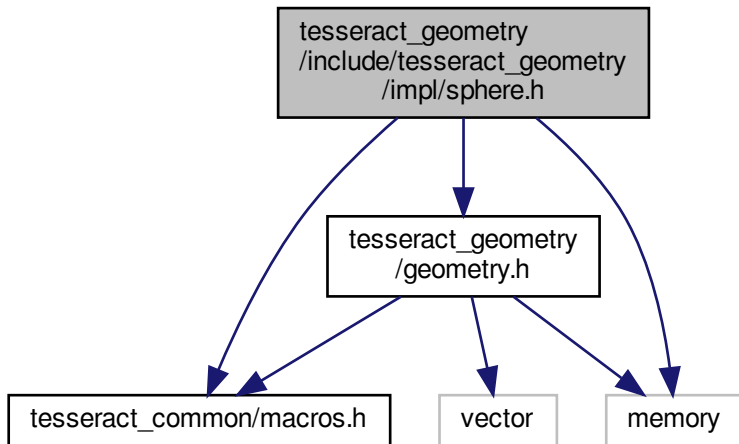 tesseract_geometry
/include/tesseract_geometry
/impl/sphere.h
tesseract_geometry
/geometry.h
tesseract_common/macros.h
vector
memory